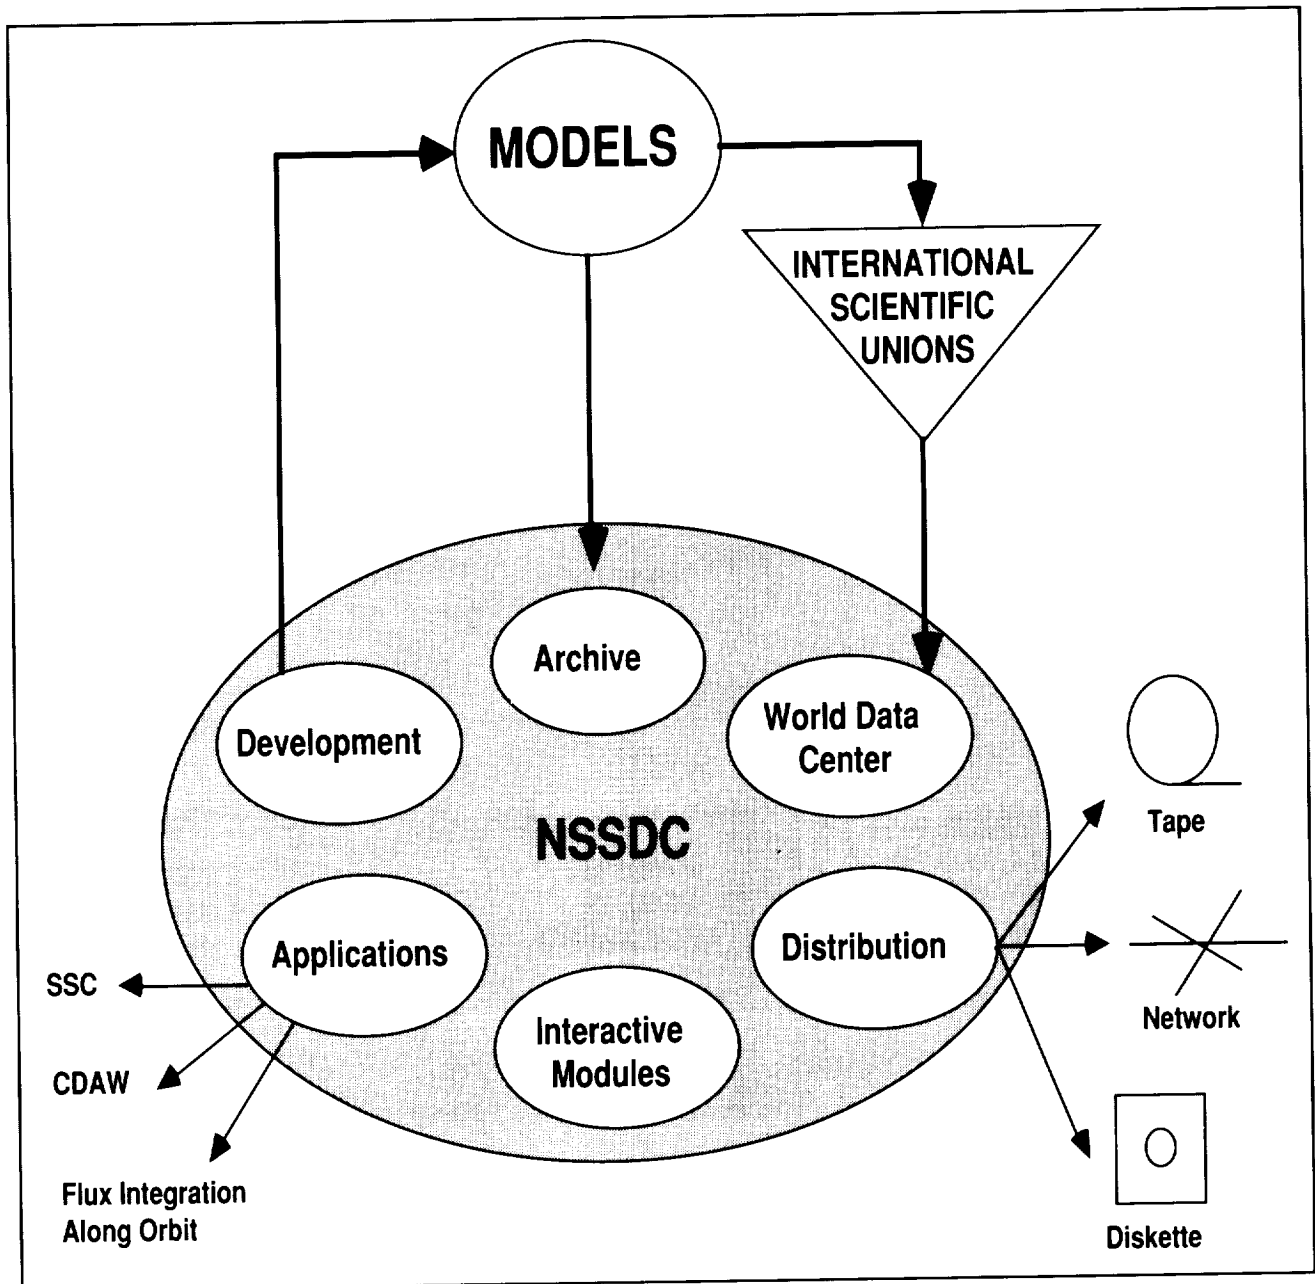 MODELS
INTERNATIONAL
SCIENTIFIC
UNIONS
Archive
World Data
Center
Development
NSSDC
Tape
Applications
Distribution
SSC
Interactive
Modules
Network
CDAW
Flux Integration
Along Orbit
Diskette